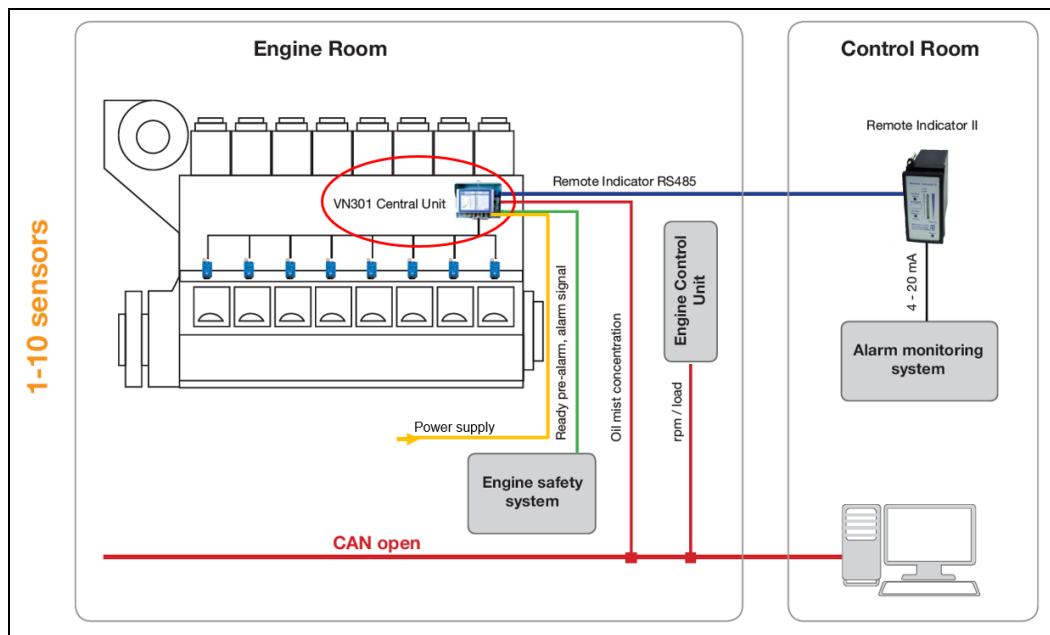 Engine Room
Control Room
Remote Indicator II
VN301 Central Unit
Remote Indicator RS485
1-10 sensors
Ready pre-alarm, alarm signal
Oil mist concentration
Engine Control
Unit
rpm / load
4 - 20 mA
Alarm monitoring
system
Power supply
Engine safety
system
CAN open